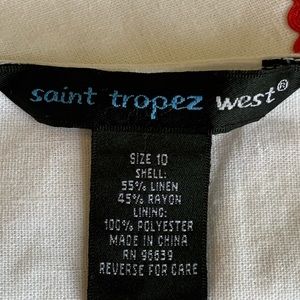 saint tropez west®
SIZE 10
SHELL:
55% LINEN
45% RAYON
LINING:
100% POLYESTER
MADE IN CHINA
RN 96639
REVERSE FOR CARE